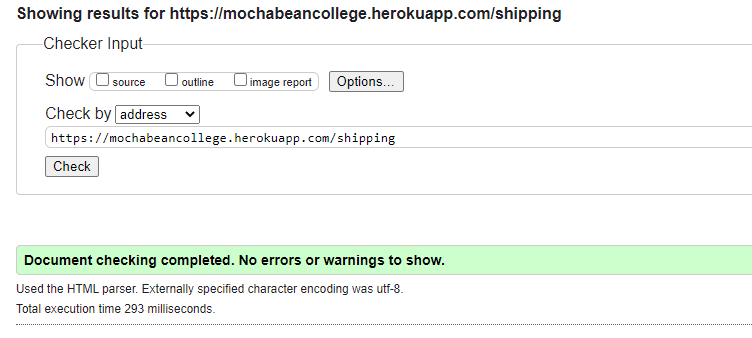 Showing results for https://mochabeancollege.herokuapp.com/shipping
Checker Input
Show source outline image report Options...
Check by address
https://mochabeancollege.herokuapp.com/shipping
Check
Document checking completed. No errors or warnings to show.
Used the HTML parser. Externally specified character encoding was utf-8.
Total execution time 293 milliseconds.